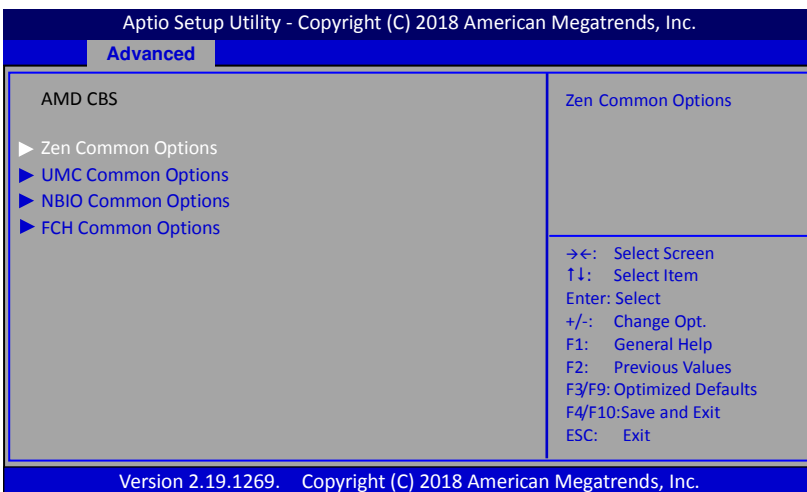 Aptio Setup Utility - Copyright (C) 2018 American Megatrends, Inc.
Advanced
AMD CBS
Zen Common Options
UMC Common Options
NBIO Common Options
FCH Common Options
Zen Common Options
→←: Select Screen
↑↓: Select Item
Enter: Select
+/-: Change Opt.
F1: General Help
F2: Previous Values
F3/F9: Optimized Defaults
F4/F10:Save and Exit
ESC: Exit
Version 2.19.1269. Copyright (C) 2018 American Megatrends, Inc.